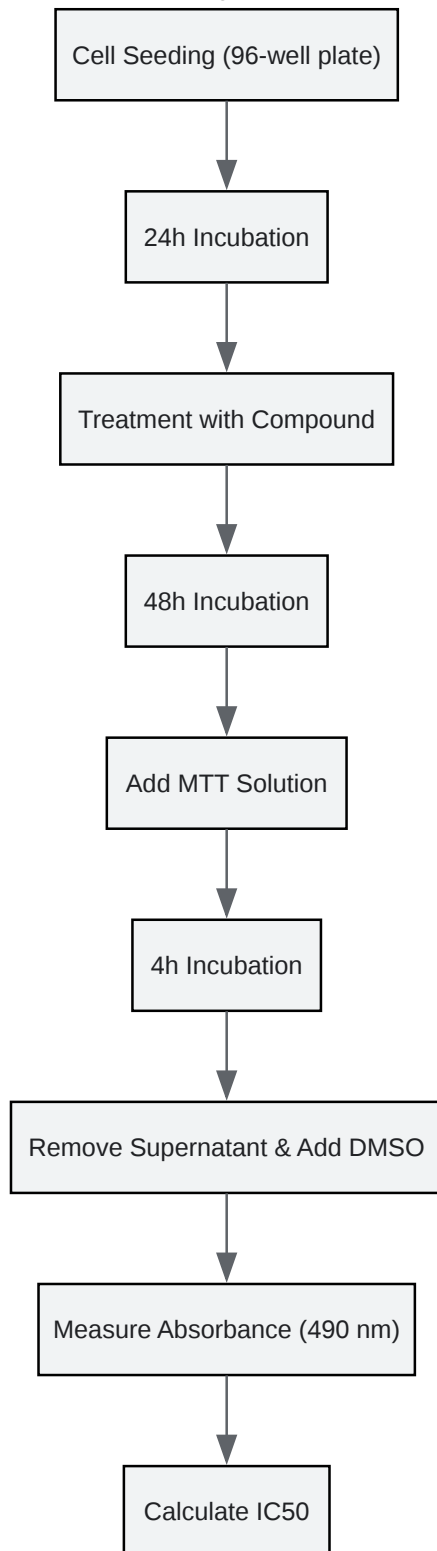 Cell Seeding (96-well plate)
24h Incubation
Treatment with Compound
48h Incubation
Add MTT Solution
4h Incubation
Remove Supernatant & Add DMSO
Measure Absorbance (490 nm)
Calculate IC50